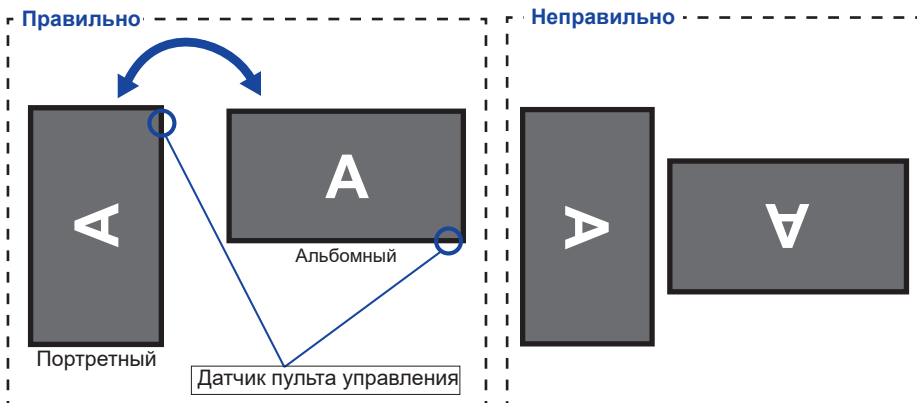 Правильно
Неправильно
A
A
A
A
Альбомный
Портретный
Датчик пульта управления